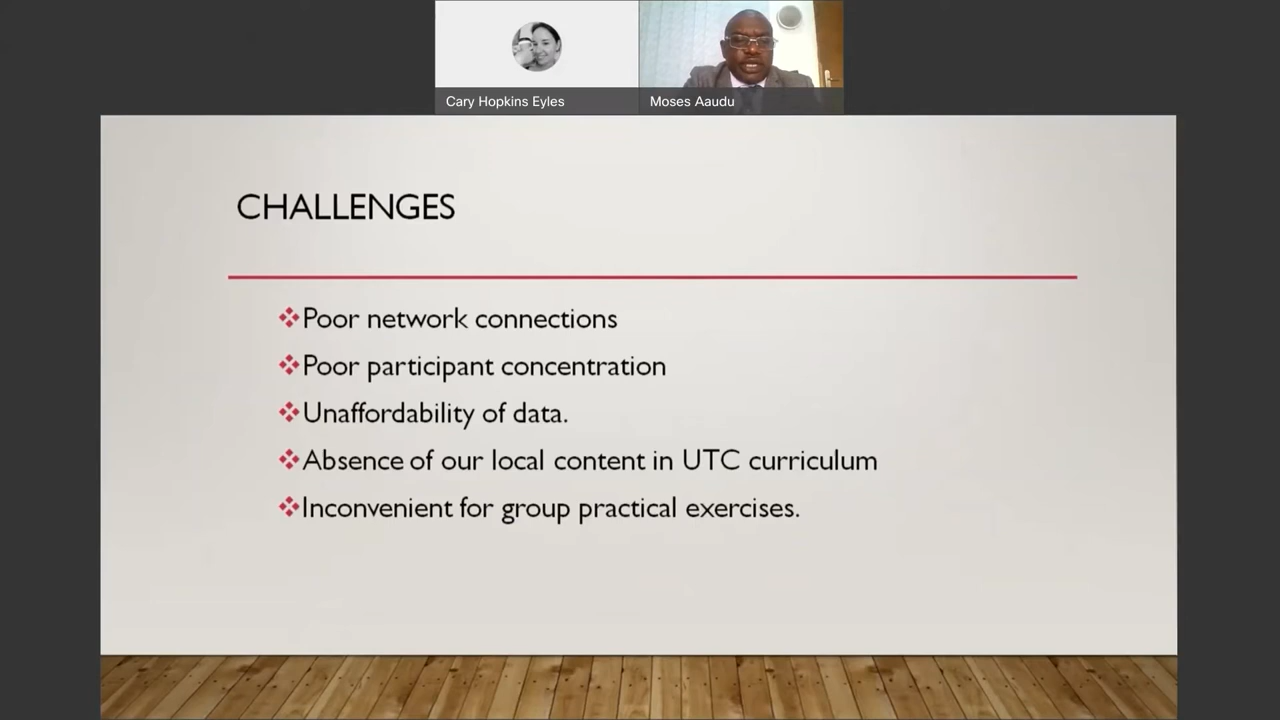 Cary Hopkins Eyles
Moses Aaudu
CHALLENGES
Poor network connections
Poor participant concentration
Unaffordability of data.
Absence of our local content in UTC curriculum
Inconvenient for group practical exercises.